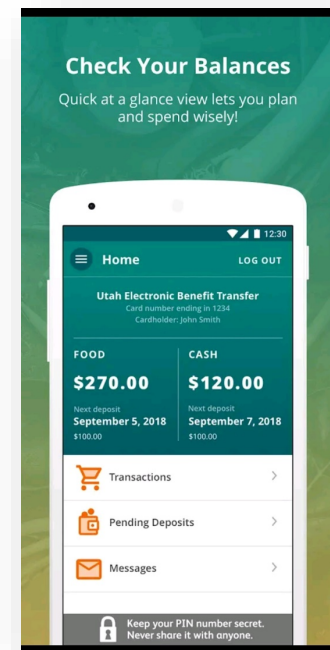 Check Your Balances
Quick at a glance view lets you plan
and spend wisely!
12:30
Home
LOG OUT
Utah Electronic Benefit Transfer
Card number ending in 1234
Cardholder: John Smith
FOOD
$270.00
Next deposit
September 5, 2018
$100.00
CASH
$120.00
Next deposit
September 7, 2018
$100.00
Transactions
Pending Deposits
Messages
Keep your PIN number secret.
Never share it with anyone.